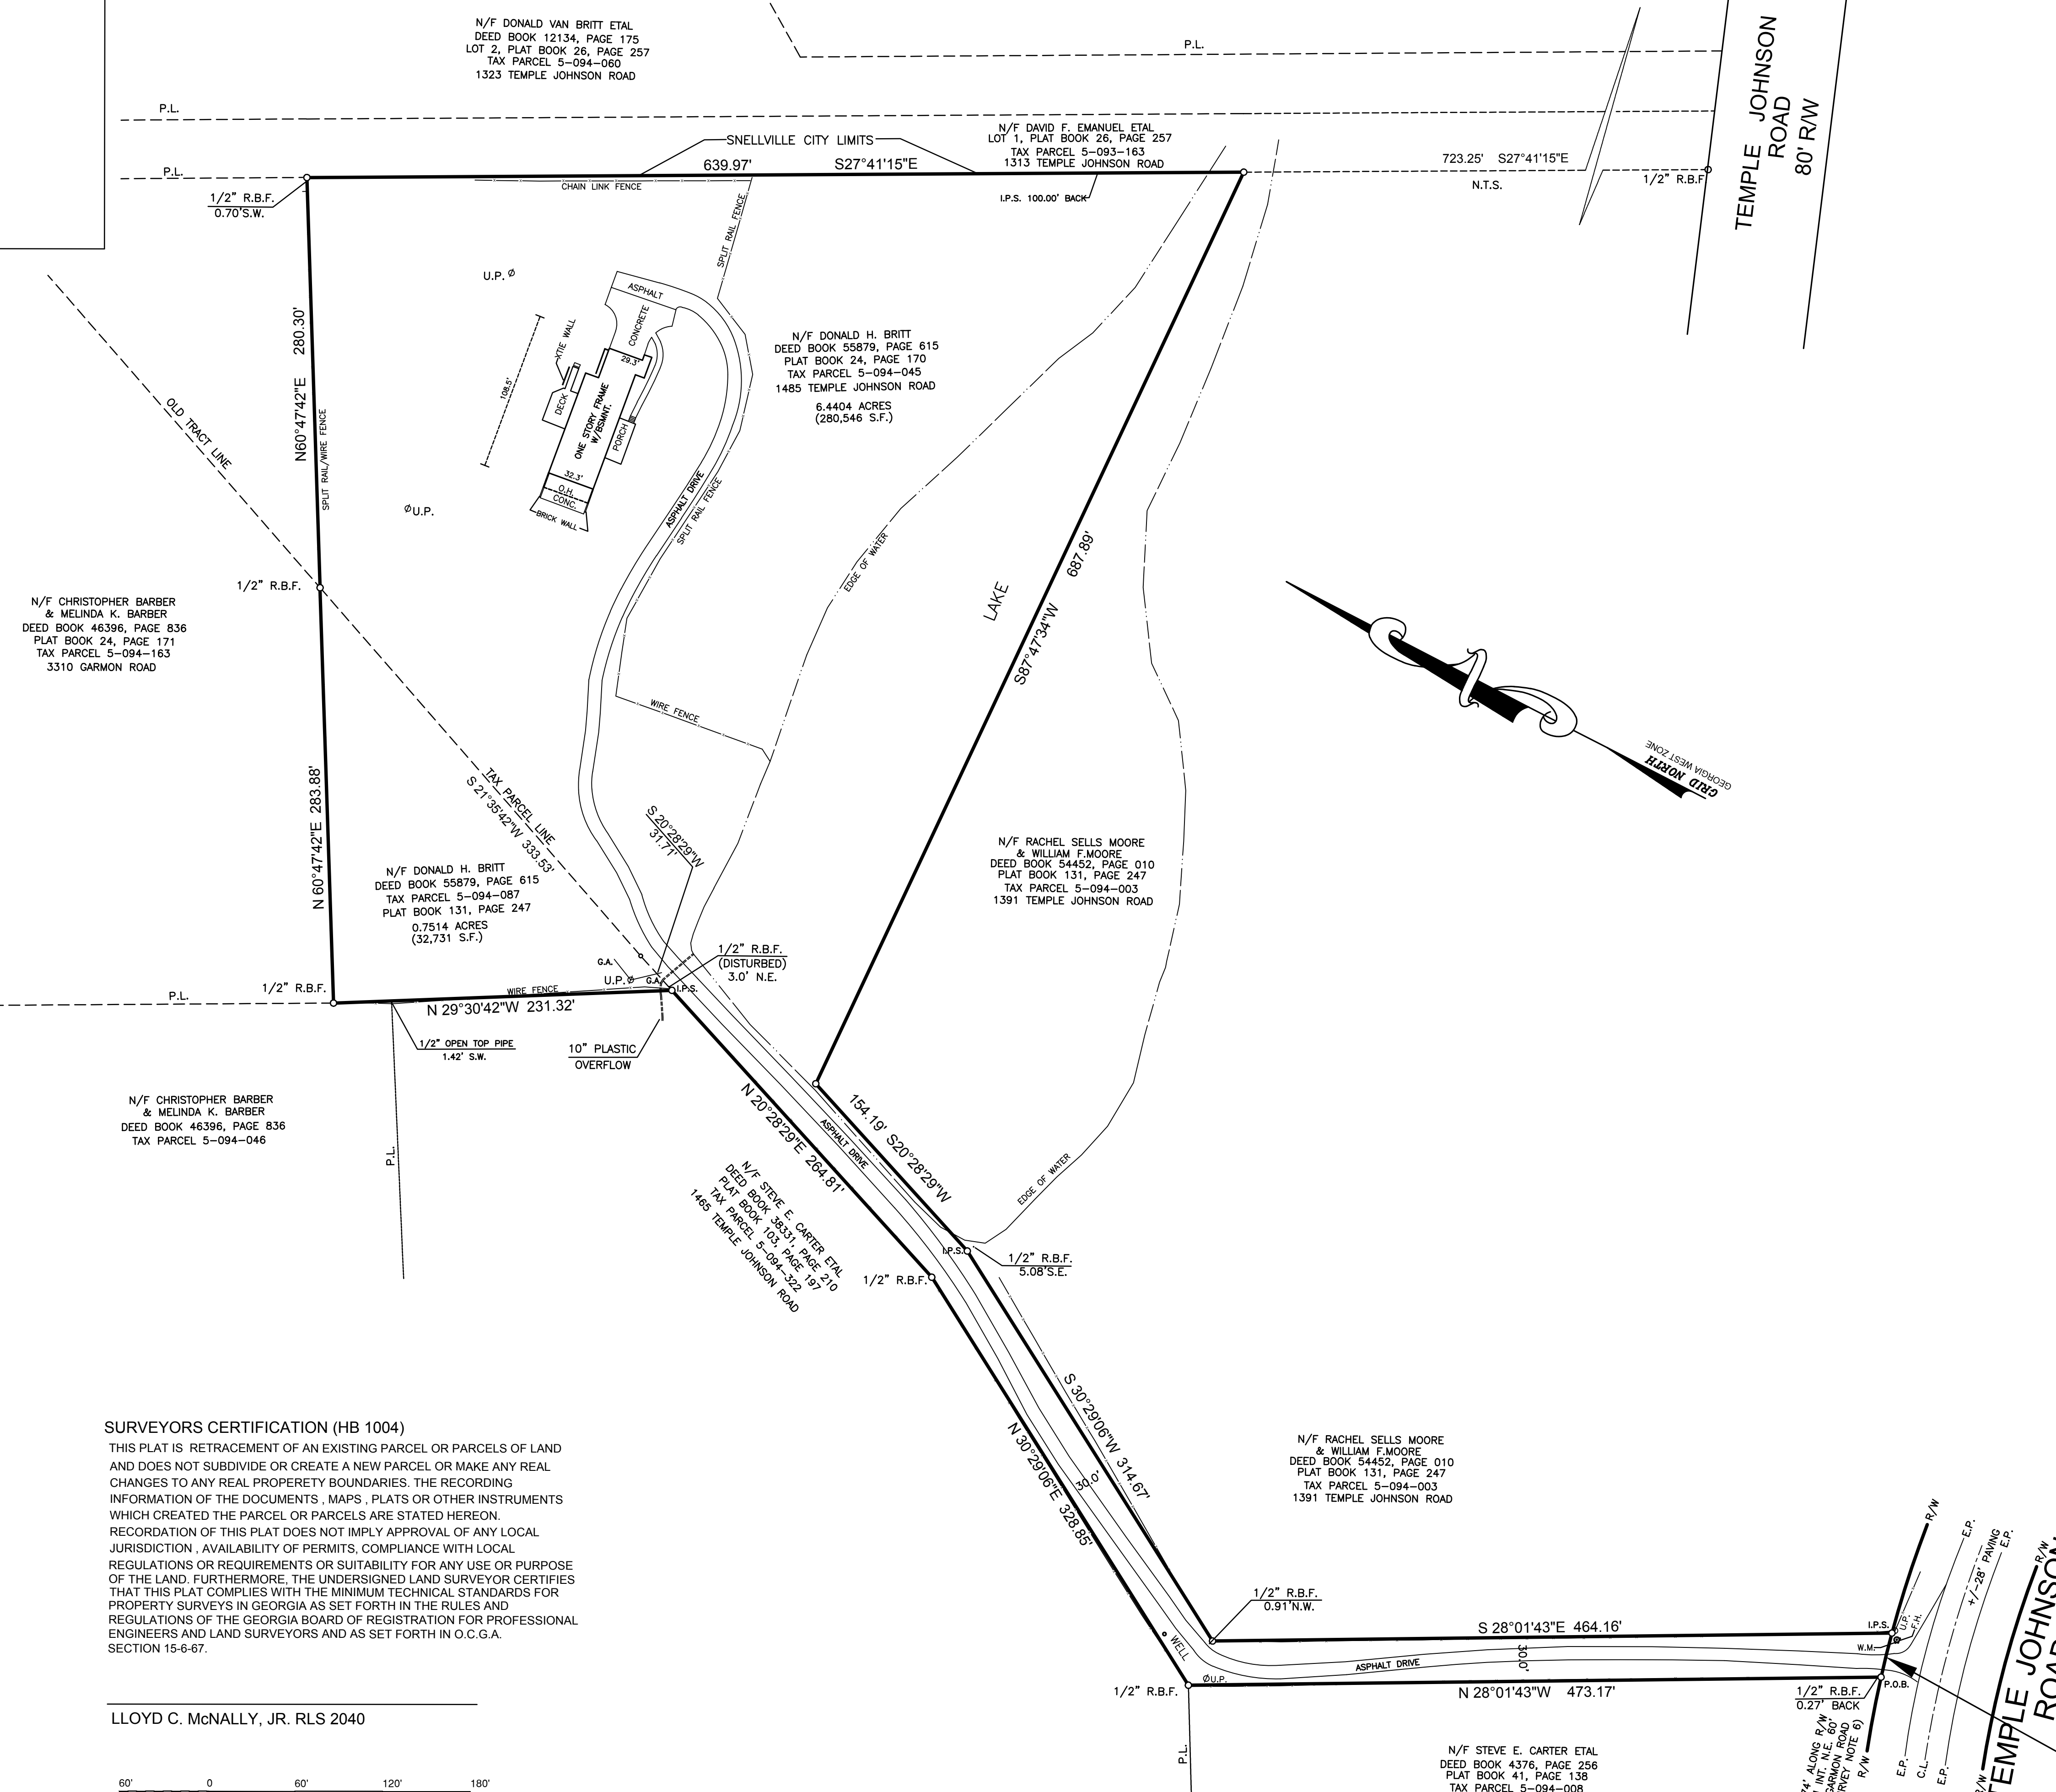 N/F DONALD VAN BRITT ETAL
DEED BOOK 12134, PAGE 175
LOT 2, PLAT BOOK 26, PAGE 257
TAX PARCEL 5-094-060
1323 TEMPLE JOHNSON ROAD
P.L.
TEMPLE JOHNSON
ROAD
80' R/W
P.L.
SNELLVILLE CITY LIMITS
N/F DAVID F. EMANUEL ETAL
LOT 1, PLAT BOOK 26, PAGE 257
TAX PARCEL 5-093-163
1313 TEMPLE JOHNSON ROAD
P.L.
639.97' S27°41'15"E
723.25' S27°41'15"E
N.T.S.
1/2" R.B.F.
CHAIN LINK FENCE
I.P.S. 100.00' BACK
1/2" R.B.F.
0.70'S.W.
SPLIT RAIL FENCE
U.P.
ASPHALT
CONCRETE
XTIE WALL
29.3'
108.5'
DECK
ONE STORY FRAME
W/BSMNT.
PORCH
32.3'
O.H.
CONC.
BRICK WALL
N60°47'42"E 280.30'
SPLIT RAIL/WIRE FENCE
OLD TRACT LINE
U.P.
ASPHALT DRIVE
SPLIT RAIL FENCE
N/F DONALD H. BRITT
DEED BOOK 55879, PAGE 615
PLAT BOOK 24, PAGE 170
TAX PARCEL 5-094-045
1485 TEMPLE JOHNSON ROAD
6.4404 ACRES
(280,546 S.F.)
EDGE OF WATER
LAKE
S87°47'34"W 687.89'
GRID NORTH
GEORGIA WEST ZONE
1/2" R.B.F.
N/F CHRISTOPHER BARBER
& MELINDA K. BARBER
DEED BOOK 46396, PAGE 836
PLAT BOOK 24, PAGE 171
TAX PARCEL 5-094-163
3310 GARMON ROAD
WIRE FENCE
TAX PARCEL LINE
S 21°35'42"W 333.53'
S 20°28'29"W
31.71'
N 60°47'42"E 283.88'
N/F DONALD H. BRITT
DEED BOOK 55879, PAGE 615
TAX PARCEL 5-094-087
PLAT BOOK 131, PAGE 247
0.7514 ACRES
(32,731 S.F.)
N/F RACHEL SELLS MOORE
& WILLIAM F.MOORE
DEED BOOK 54452, PAGE 010
PLAT BOOK 131, PAGE 247
TAX PARCEL 5-094-003
1391 TEMPLE JOHNSON ROAD
1/2" R.B.F.
(DISTURBED)
3.0' N.E.
G.A.
U.P.
G.A.
I.P.S.
P.L.
1/2" R.B.F.
WIRE FENCE
N 29°30'42"W 231.32'
1/2" OPEN TOP PIPE
1.42' S.W.
10" PLASTIC
OVERFLOW
N/F CHRISTOPHER BARBER
& MELINDA K. BARBER
DEED BOOK 46396, PAGE 836
TAX PARCEL 5-094-046
P.L.
N 20°28'29"E 264.81'
ASPHALT DRIVE
154.19' S20°28'29"W
EDGE OF WATER
N/F STEVE E. CARTER ETAL
DEED BOOK 38331, PAGE 210
PLAT BOOK 103, PAGE 197
TAX PARCEL 5-094-322
1465 TEMPLE JOHNSON ROAD
I.P.S.
1/2" R.B.F.
5.08'S.E.
1/2" R.B.F.
S 30°29'06"W 314.67'
30.0'
N 30°29'06"E 328.85'
N/F RACHEL SELLS MOORE
& WILLIAM F.MOORE
DEED BOOK 54452, PAGE 010
PLAT BOOK 131, PAGE 247
TAX PARCEL 5-094-003
1391 TEMPLE JOHNSON ROAD
SURVEYORS CERTIFICATION (HB 1004)
THIS PLAT IS RETRACEMENT OF AN EXISTING PARCEL OR PARCELS OF LAND
AND DOES NOT SUBDIVIDE OR CREATE A NEW PARCEL OR MAKE ANY REAL
CHANGES TO ANY REAL PROPERETY BOUNDARIES. THE RECORDING
INFORMATION OF THE DOCUMENTS , MAPS , PLATS OR OTHER INSTRUMENTS
WHICH CREATED THE PARCEL OR PARCELS ARE STATED HEREON.
RECORDATION OF THIS PLAT DOES NOT IMPLY APPROVAL OF ANY LOCAL
JURISDICTION , AVAILABILITY OF PERMITS, COMPLIANCE WITH LOCAL
REGULATIONS OR REQUIREMENTS OR SUITABILITY FOR ANY USE OR PURPOSE
OF THE LAND. FURTHERMORE, THE UNDERSIGNED LAND SURVEYOR CERTIFIES
THAT THIS PLAT COMPLIES WITH THE MINIMUM TECHNICAL STANDARDS FOR
PROPERTY SURVEYS IN GEORGIA AS SET FORTH IN THE RULES AND
REGULATIONS OF THE GEORGIA BOARD OF REGISTRATION FOR PROFESSIONAL
ENGINEERS AND LAND SURVEYORS AND AS SET FORTH IN O.C.G.A.
SECTION 15-6-67.
LLOYD C. McNALLY, JR. RLS 2040
60' 0 60' 120' 180'
1/2" R.B.F.
0.91'N.W.
WELL
U.P.
1/2" R.B.F.
P.L.
S 28°01'43"E 464.16'
ASPHALT DRIVE
30.0'
N 28°01'43"W 473.17'
I.P.S.
W.M.
U.P.
F.H.
R/W
E.P.
+/-28' PAVING
E.P.
R/W
TEMPLE JOHNSON
ROAD
P.O.B.
1/2" R.B.F.
0.27' BACK
74' ALONG R/W
INT. N.E. 60'
GARMON ROAD
RVEY NOTE 6)
R/W
E.P.
C.L.
E.P.
R/W
N/F STEVE E. CARTER ETAL
DEED BOOK 4376, PAGE 256
PLAT BOOK 41, PAGE 138
TAX PARCEL 5-094-008